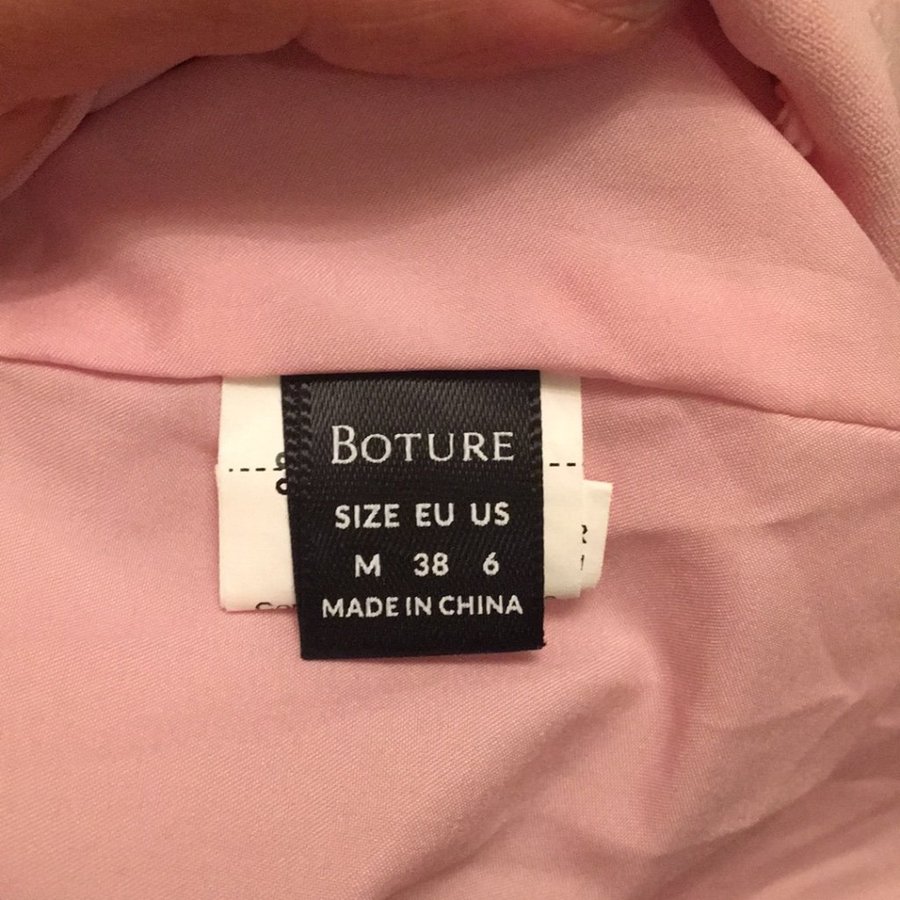 BOTURE
SIZE EU US
M 38 6
MADE IN CHINA